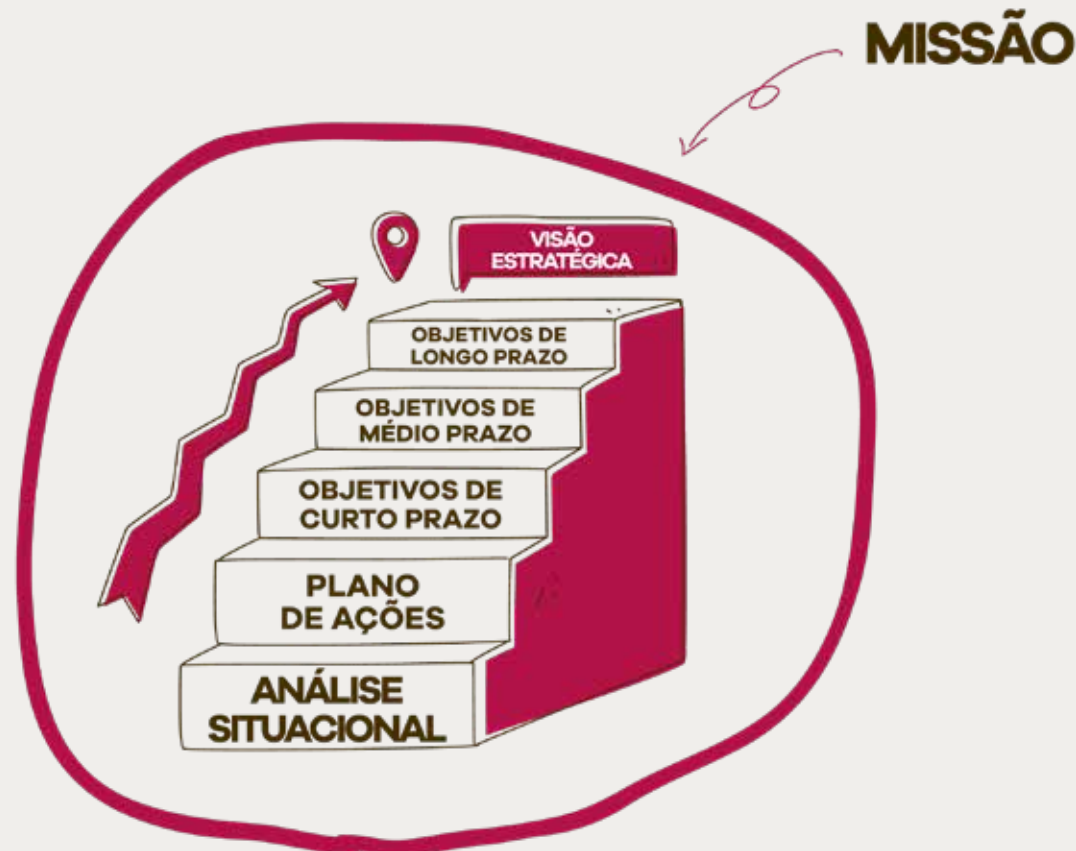 MISSÃO
VISÃO
ESTRATÉGICA
OBJETIVOS DE
LONGO PRAZO
OBJETIVOS DE
MÉDIO PRAZO
OBJETIVOS DE
CURTO PRAZO
PLANO
DE AÇÕES
ANÁLISE
SITUACIONAL